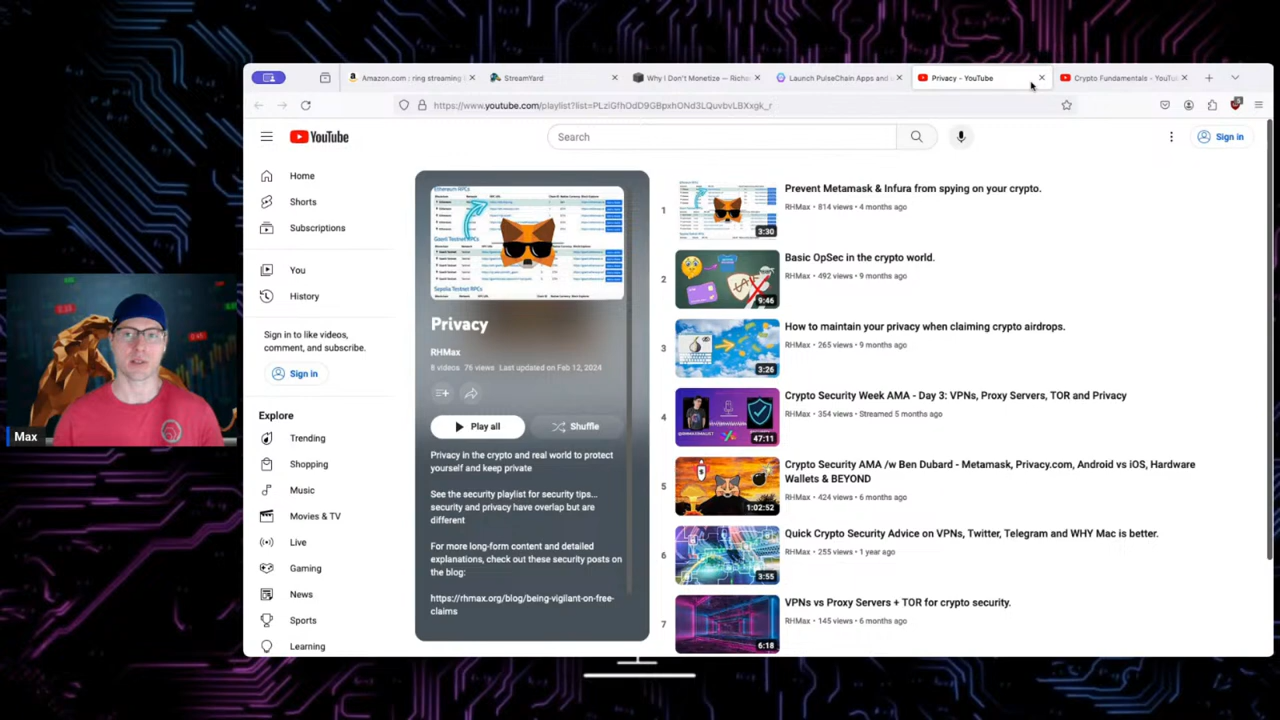 Amazon.com : ring streaming
StreamYard
Why I Don't Monetize — Richa
Launch PulseChain Apps and
Privacy - YouTube
Crypto Fundamentals - YouTub
https://www.youtube.com/playlist?list=PLziGfhOdD9GBpxhONd3LQuvbvLBXxgk_r
YouTube
Search
Sign in
Home
Shorts
Subscriptions
You
History
Sign in to like videos,
comment, and subscribe.
Sign in
Explore
Trending
Shopping
Music
Movies & TV
Live
Gaming
News
Sports
Learning
Max
Privacy
RHMax
8 videos 76 views Last updated on Feb 12, 2024
Play all
Shuffle
Privacy in the crypto and real world to protect
yourself and keep private
See the security playlist for security tips...
security and privacy have overlap but are
different
For more long-form content and detailed
explanations, check out these security posts on
the blog:
https://rhmax.org/blog/being-vigilant-on-free-
claims
1
3:30
Prevent Metamask & Infura from spying on your crypto.
RHMax • 814 views • 4 months ago
2
9:46
Basic OpSec in the crypto world.
RHMax • 492 views • 9 months ago
3
3:26
How to maintain your privacy when claiming crypto airdrops.
RHMax • 265 views • 9 months ago
4
47:11
Crypto Security Week AMA - Day 3: VPNs, Proxy Servers, TOR and Privacy
RHMax • 354 views • Streamed 5 months ago
5
1:02:52
Crypto Security AMA /w Ben Dubard - Metamask, Privacy.com, Android vs iOS, Hardware
Wallets & BEYOND
RHMax • 424 views • 6 months ago
6
3:55
Quick Crypto Security Advice on VPNs, Twitter, Telegram and WHY Mac is better.
RHMax • 255 views • 1 year ago
7
6:18
VPNs vs Proxy Servers + TOR for crypto security.
RHMax • 145 views • 6 months ago